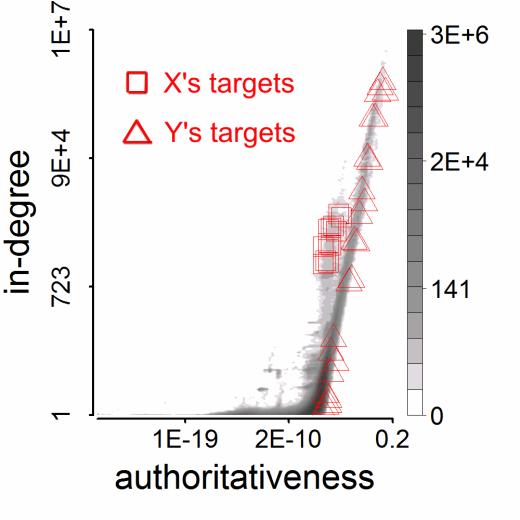 1E+7
9E+4
723
1
in-degree
X's targets
Y's targets
3E+6
2E+4
141
0
1E-19
2E-10
0.2
authoritativeness